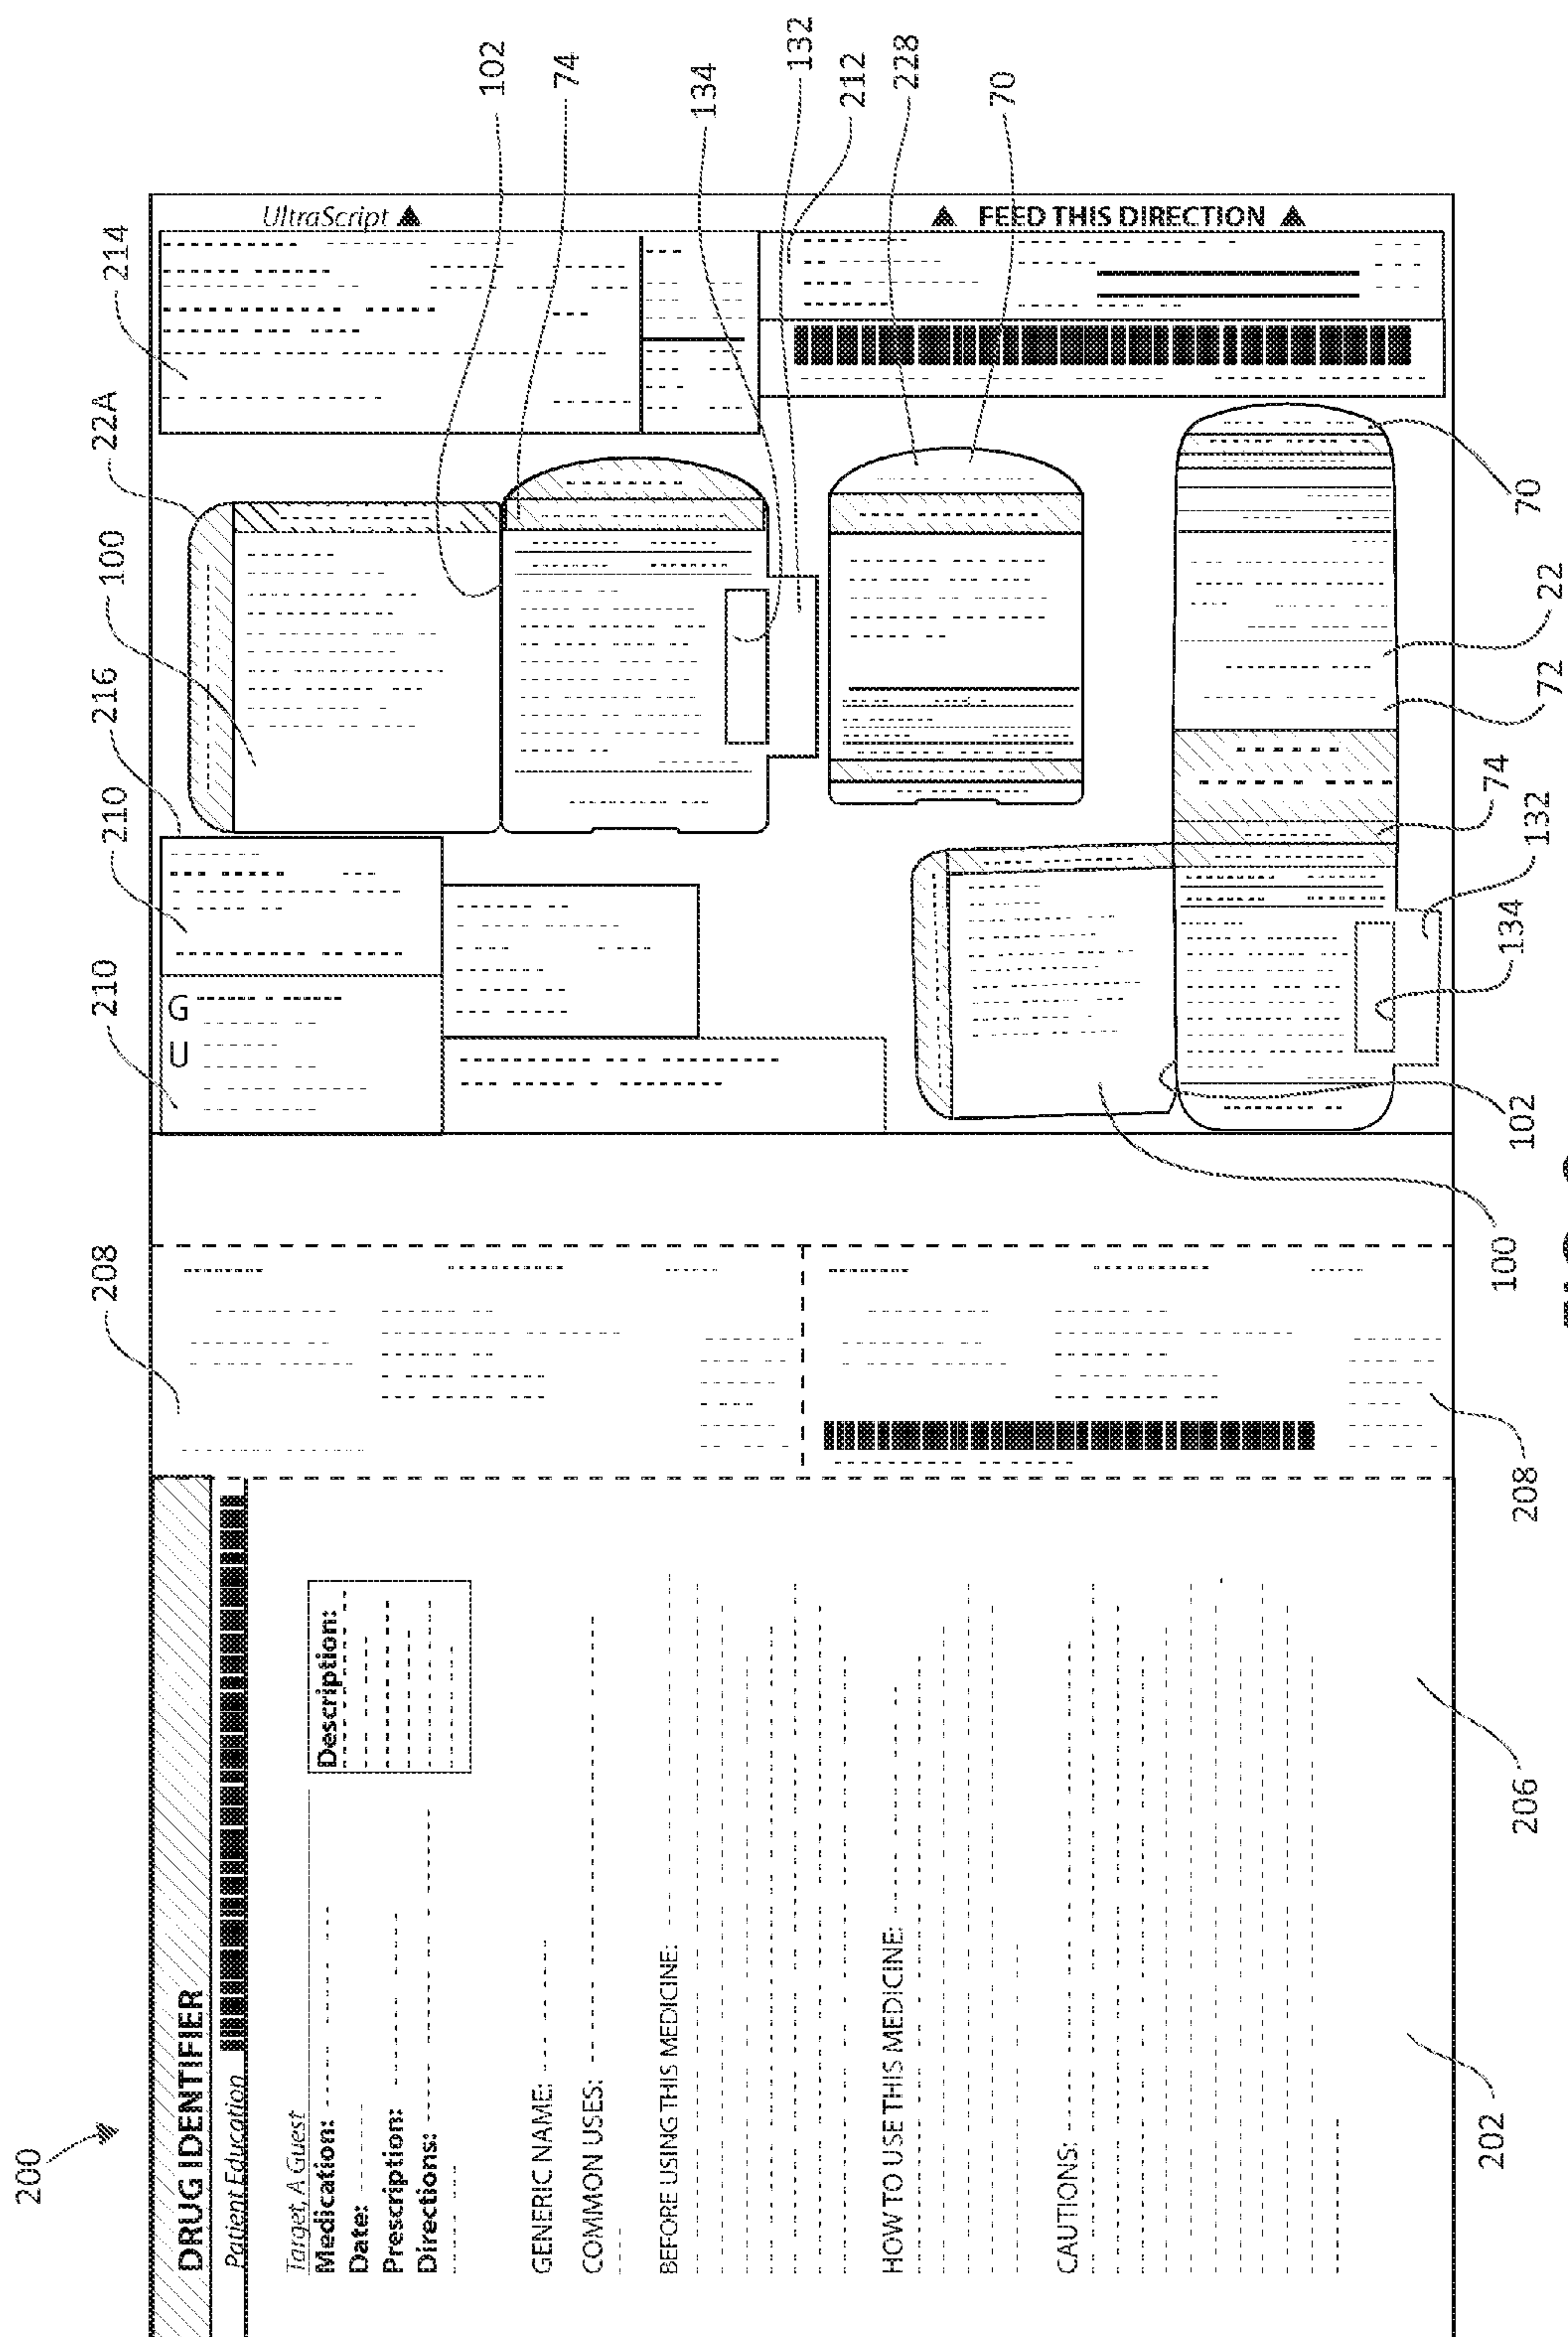 200
208
210
210
216
100
22A
214
DRUG IDENTIFIER
Patient Education
Target, A Guest
Medication:
Date:
Prescription:
Directions:
Description:
GENERIC NAME:
COMMON USES:
BEFORE USING THIS MEDICINE:
HOW TO USE THIS MEDICINE:
CAUTIONS:
G
U
UltraScript ▲
▲ FEED THIS DIRECTION ▲
102
74
134
132
212
228
70
202
206
208
100
102
134
132
74
72
22
70